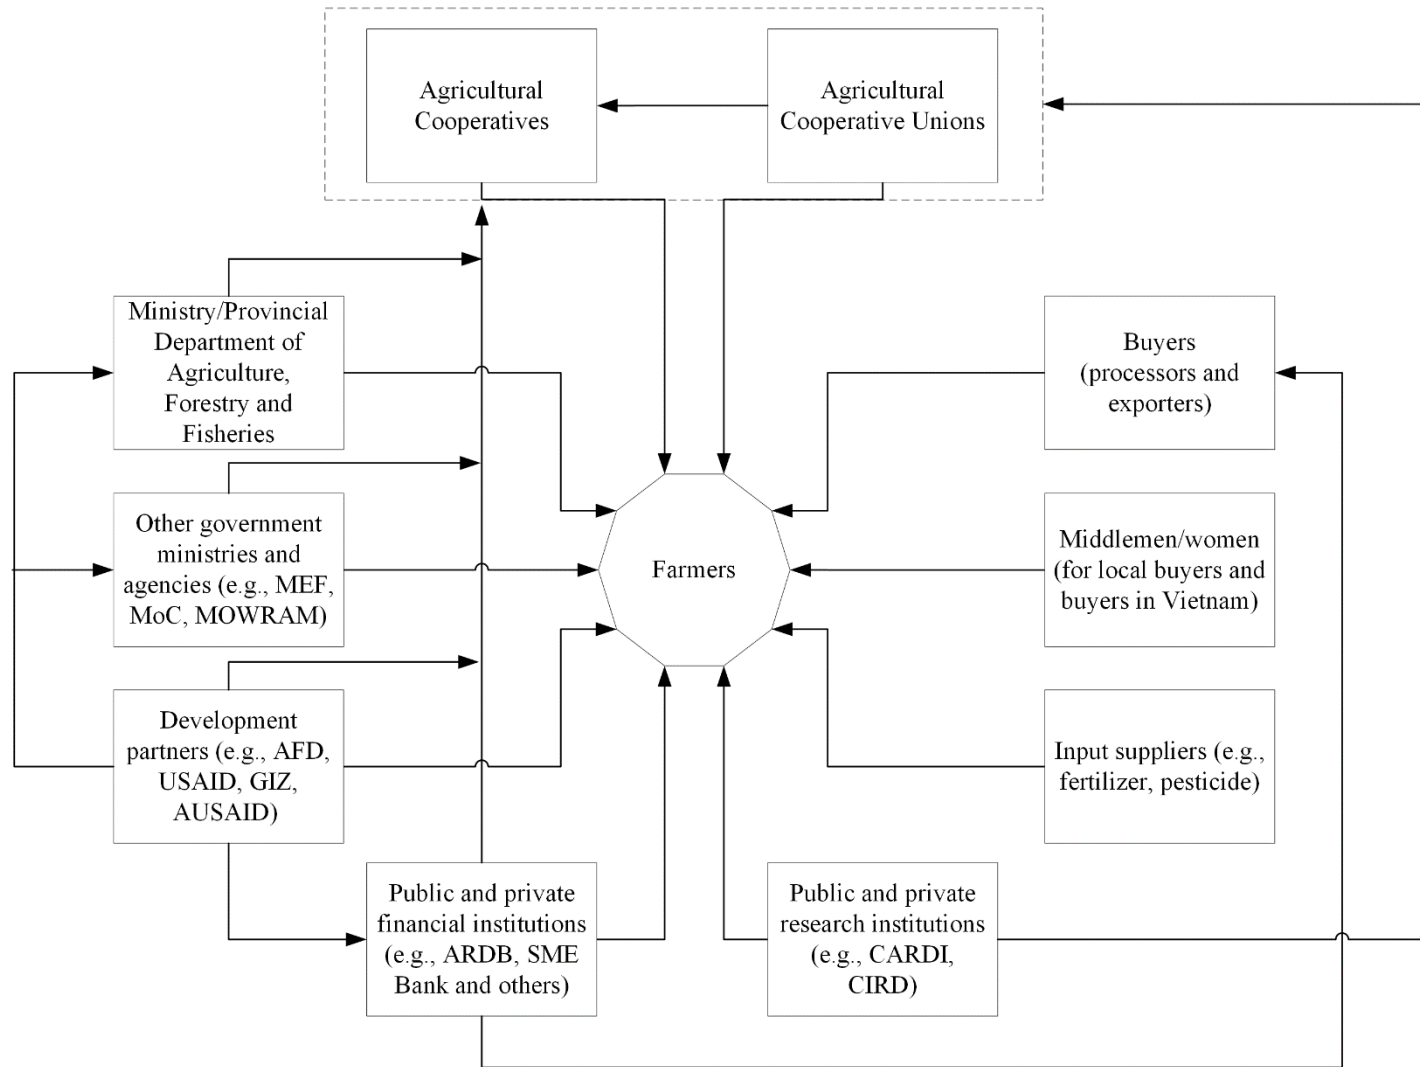 Agricultural
Cooperatives
Agricultural
Cooperative Unions
Ministry/Provincial
Department of
Agriculture,
Forestry and
Fisheries
Buyers
(processors and
exporters)
Other government
ministries and
agencies (e.g., MEF,
MoC, MOWRAM)
Farmers
Middlemen/women
(for local buyers and
buyers in Vietnam)
Development
partners (e.g., AFD,
USAID, GIZ,
AUSAID)
Input suppliers (e.g.,
fertilizer, pesticide)
Public and private
financial institutions
(e.g., ARDB, SME
Bank and others)
Public and private
research institutions
(e.g., CARDI,
CIRD)